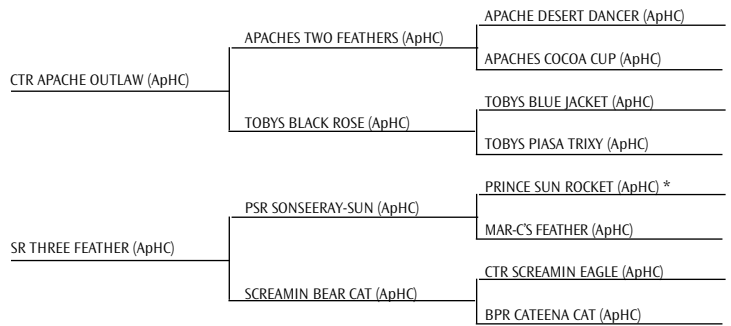 APACHE DESERT DANCER (ApHC)
APACHES TWO FEATHERS (ApHC)
APACHES COCOA CUP (ApHC)
CTR APACHE OUTLAW (ApHC)
TOBYS BLUE JACKET (ApHC)
TOBYS BLACK ROSE (ApHC)
TOBYS PIASA TRIXY (ApHC)
PRINCE SUN ROCKET (ApHC) *
PSR SONSEERAY-SUN (ApHC)
MAR-C'S FEATHER (ApHC)
SR THREE FEATHER (ApHC)
CTR SCREAMIN EAGLE (ApHC)
SCREAMIN BEAR CAT (ApHC)
BPR CATEENA CAT (ApHC)